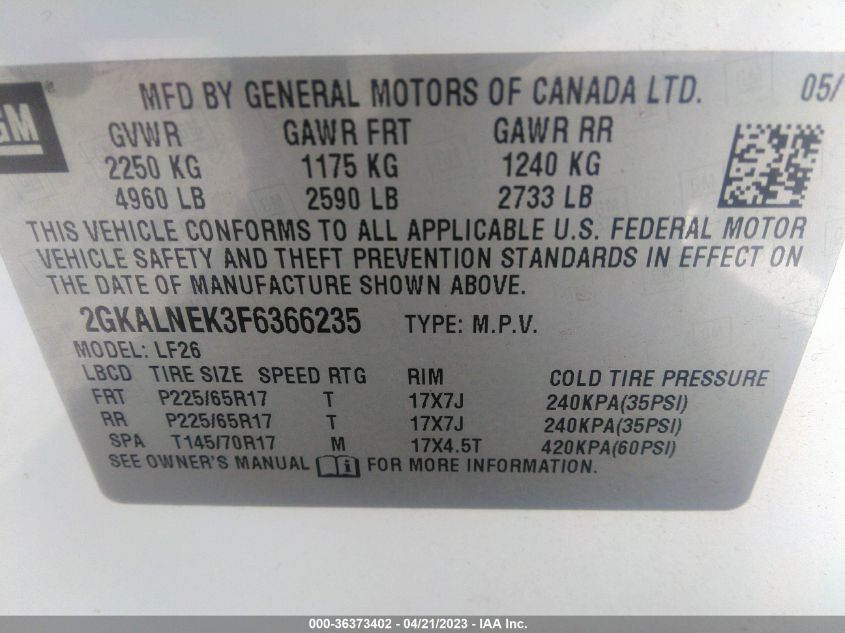 MFD BY GENERAL MOTORS OF CANADA LTD. 05/
GM
GVWR GAWR FRT GAWR RR
2250 KG 1175 KG 1240 KG
4960 LB 2590 LB 2733 LB
THIS VEHICLE CONFORMS TO ALL APPLICABLE U.S. FEDERAL MOTOR
VEHICLE SAFETY AND THEFT PREVENTION STANDARDS IN EFFECT ON
THE DATE OF MANUFACTURE SHOWN ABOVE.
2GKALNEK3F6366235 TYPE: M.P.V.
MODEL: LF26
LBCD TIRE SIZE SPEED RTG RIM COLD TIRE PRESSURE
FRT P225/65R17 T 17X7J 240KPA(35PSI)
RR P225/65R17 T 17X7J 240KPA(35PSI)
SPA T145/70R17 M 17X4.5T 420KPA(60PSI)
SEE OWNER'S MANUAL i FOR MORE INFORMATION.
000-36373402 - 04/21/2023 - IAA Inc.